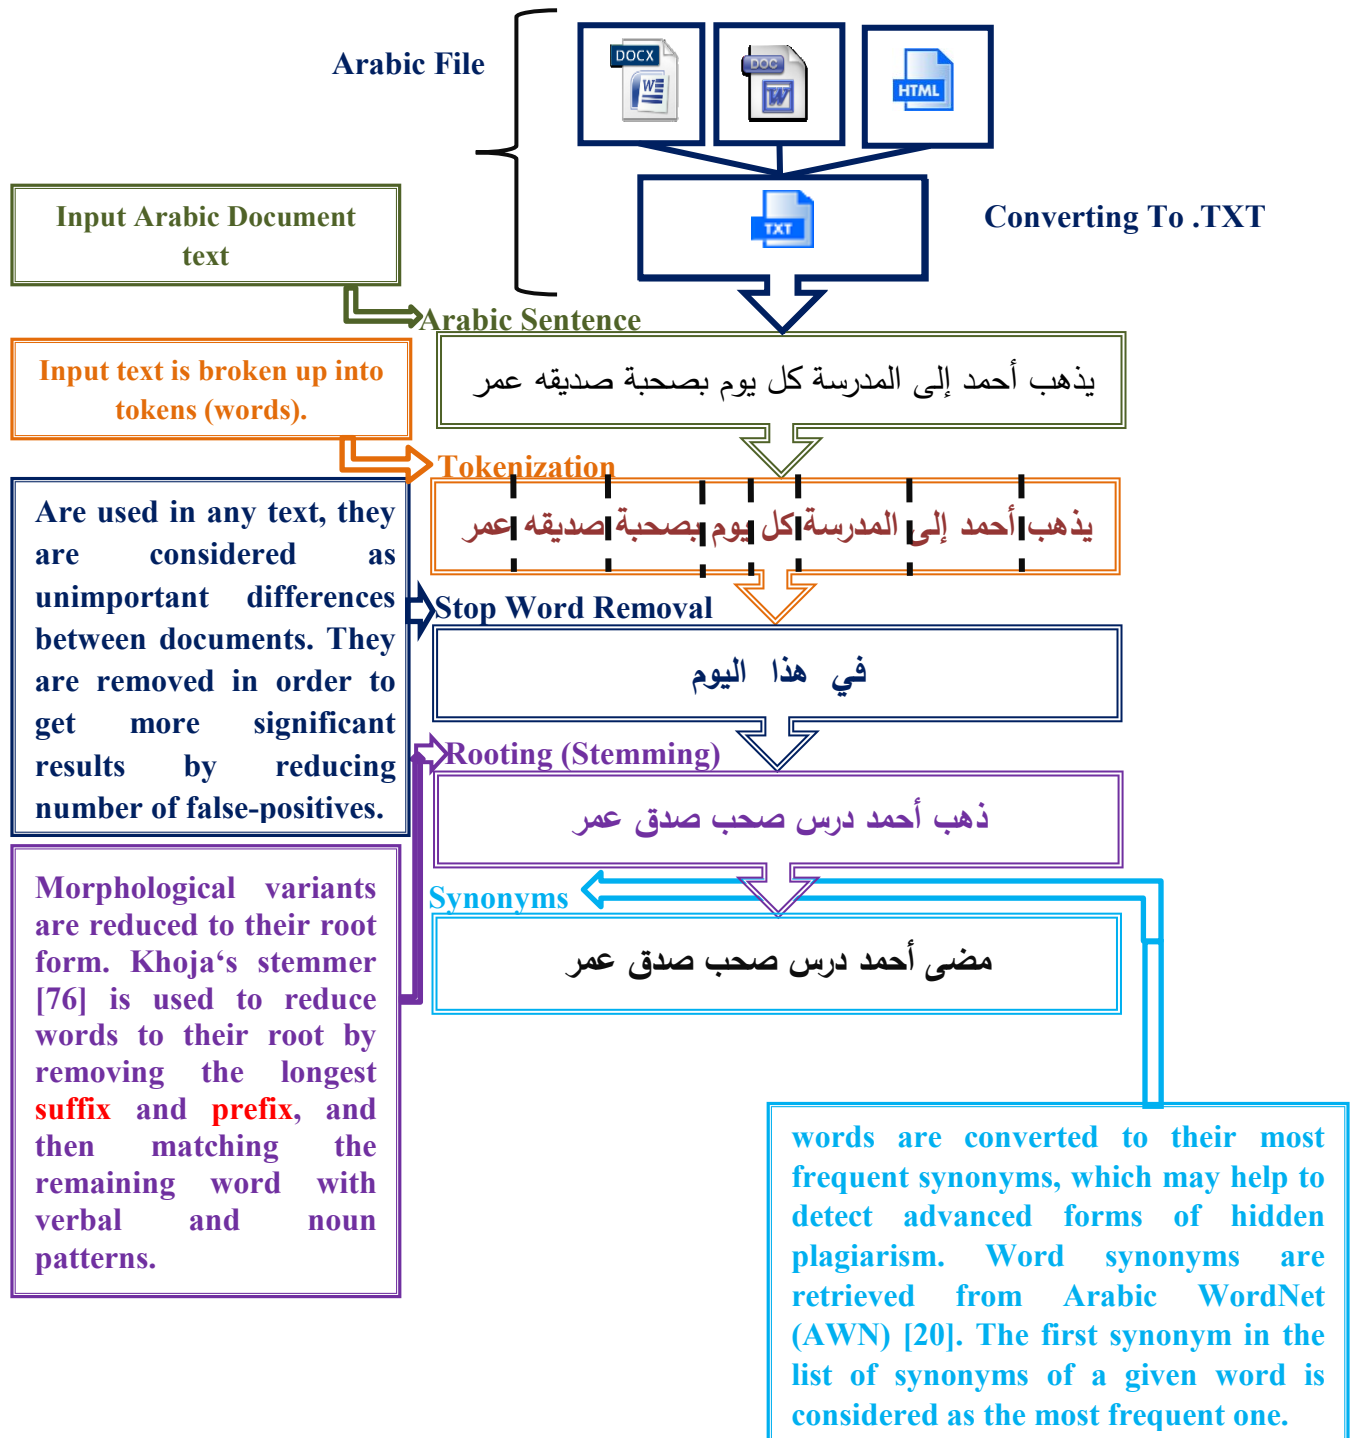 Arabic File
DOCX
W
DOC
W
HTML
TXT
Converting To .TXT
Input Arabic Document
text
Arabic Sentence
يذهب أحمد إلى المدرسة كل يوم بصحبة صديقه عمر
Input text is broken up into
tokens (words).
Tokenization
يذهب أحمد إلى المدرسة كل يوم بصحبة صديقه عمر
Are used in any text, they
are considered as
unimportant differences
between documents. They
are removed in order to
get more significant
results by reducing
number of false-positives.
Stop Word Removal
في هذا اليوم
Rooting (Stemming)
ذهب أحمد درس صحب صدق عمر
Morphological variants
are reduced to their root
form. Khoja‘s stemmer
[76] is used to reduce
words to their root by
removing the longest
suffix and prefix, and
then matching the
remaining word with
verbal and noun
patterns.
Synonyms
مضى أحمد درس صحب صدق عمر
words are converted to their most
frequent synonyms, which may help to
detect advanced forms of hidden
plagiarism. Word synonyms are
retrieved from Arabic WordNet
(AWN) [20]. The first synonym in the
list of synonyms of a given word is
considered as the most frequent one.